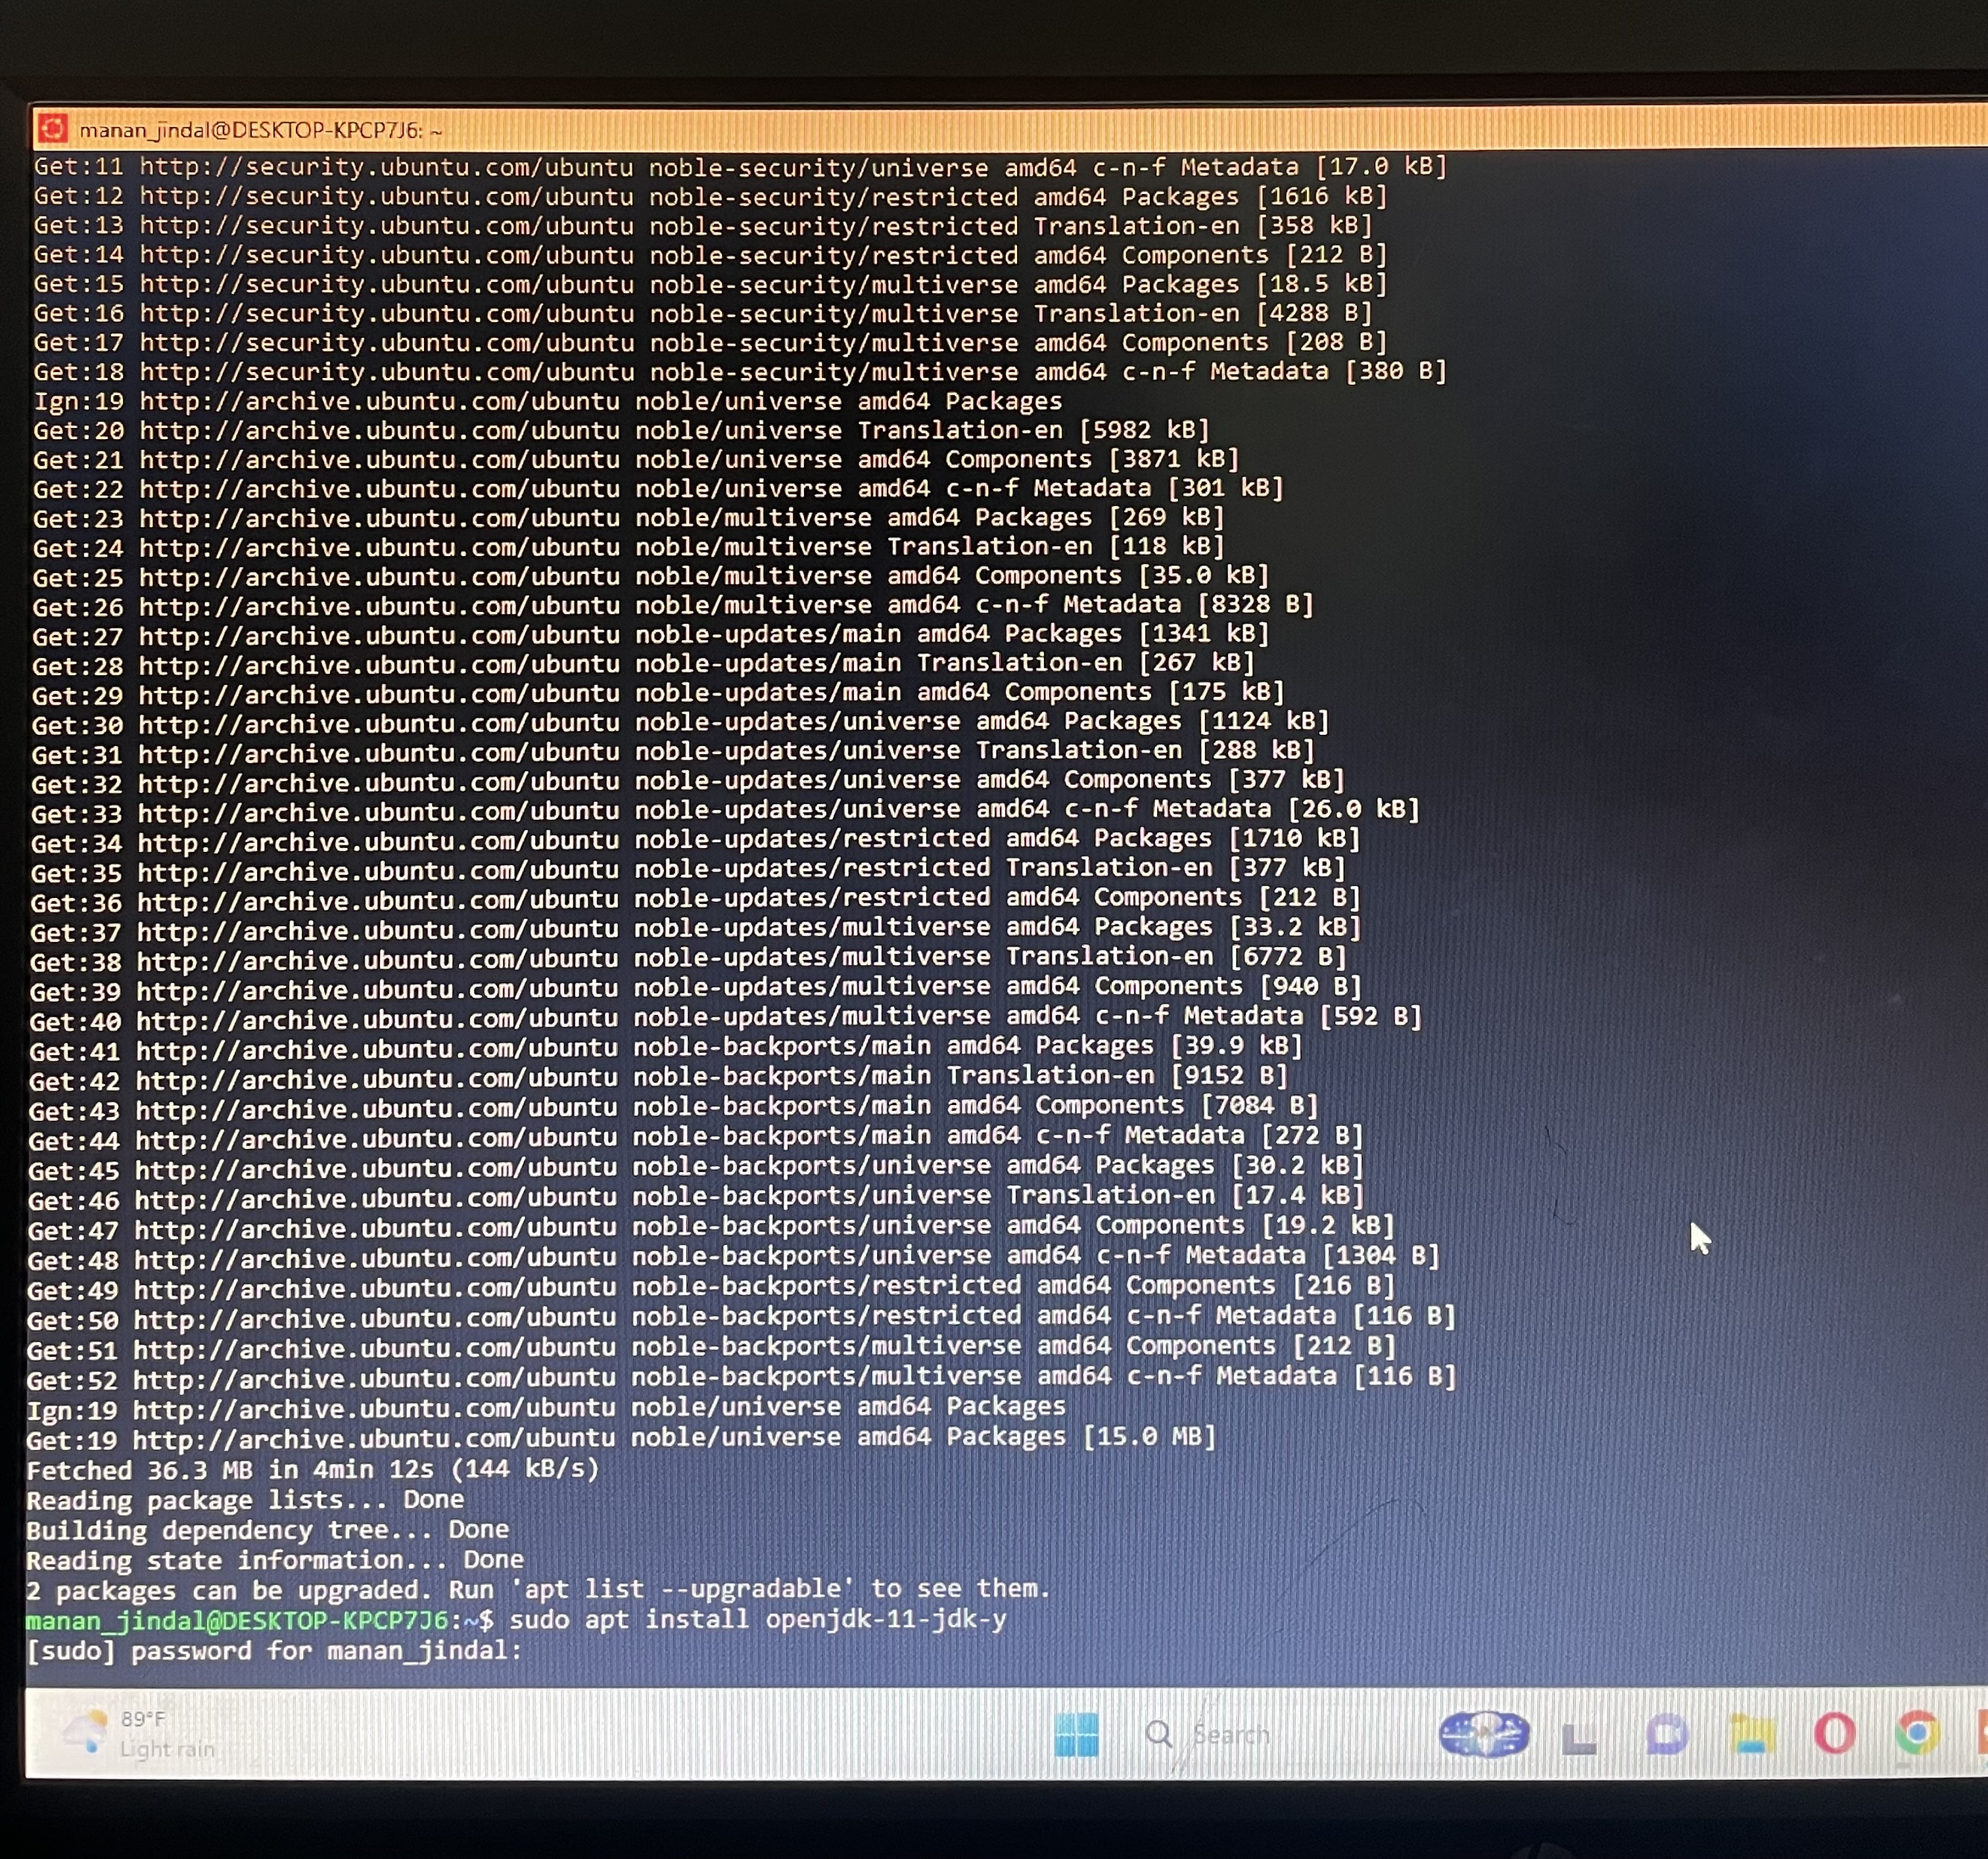 manan_jindal@DESKTOP-KPCP7J6: ~
Get:11 http://security.ubuntu.com/ubuntu noble-security/universe amd64 c-n-f Metadata [17.0 kB]
Get:12 http://security.ubuntu.com/ubuntu noble-security/restricted amd64 Packages [1616 kB]
Get:13 http://security.ubuntu.com/ubuntu noble-security/restricted Translation-en [358 kB]
Get:14 http://security.ubuntu.com/ubuntu noble-security/restricted amd64 Components [212 B]
Get:15 http://security.ubuntu.com/ubuntu noble-security/multiverse amd64 Packages [18.5 kB]
Get:16 http://security.ubuntu.com/ubuntu noble-security/multiverse Translation-en [4288 B]
Get:17 http://security.ubuntu.com/ubuntu noble-security/multiverse amd64 Components [208 B]
Get:18 http://security.ubuntu.com/ubuntu noble-security/multiverse amd64 c-n-f Metadata [380 B]
Ign:19 http://archive.ubuntu.com/ubuntu noble/universe amd64 Packages
Get:20 http://archive.ubuntu.com/ubuntu noble/universe Translation-en [5982 kB]
Get:21 http://archive.ubuntu.com/ubuntu noble/universe amd64 Components [3871 kB]
Get:22 http://archive.ubuntu.com/ubuntu noble/universe amd64 c-n-f Metadata [301 kB]
Get:23 http://archive.ubuntu.com/ubuntu noble/multiverse amd64 Packages [269 kB]
Get:24 http://archive.ubuntu.com/ubuntu noble/multiverse Translation-en [118 kB]
Get:25 http://archive.ubuntu.com/ubuntu noble/multiverse amd64 Components [35.0 kB]
Get:26 http://archive.ubuntu.com/ubuntu noble/multiverse amd64 c-n-f Metadata [8328 B]
Get:27 http://archive.ubuntu.com/ubuntu noble-updates/main amd64 Packages [1341 kB]
Get:28 http://archive.ubuntu.com/ubuntu noble-updates/main Translation-en [267 kB]
Get:29 http://archive.ubuntu.com/ubuntu noble-updates/main amd64 Components [175 kB]
Get:30 http://archive.ubuntu.com/ubuntu noble-updates/universe amd64 Packages [1124 kB]
Get:31 http://archive.ubuntu.com/ubuntu noble-updates/universe Translation-en [288 kB]
Get:32 http://archive.ubuntu.com/ubuntu noble-updates/universe amd64 Components [377 kB]
Get:33 http://archive.ubuntu.com/ubuntu noble-updates/universe amd64 c-n-f Metadata [26.0 kB]
Get:34 http://archive.ubuntu.com/ubuntu noble-updates/restricted amd64 Packages [1710 kB]
Get:35 http://archive.ubuntu.com/ubuntu noble-updates/restricted Translation-en [377 kB]
Get:36 http://archive.ubuntu.com/ubuntu noble-updates/restricted amd64 Components [212 B]
Get:37 http://archive.ubuntu.com/ubuntu noble-updates/multiverse amd64 Packages [33.2 kB]
Get:38 http://archive.ubuntu.com/ubuntu noble-updates/multiverse Translation-en [6772 B]
Get:39 http://archive.ubuntu.com/ubuntu noble-updates/multiverse amd64 Components [940 B]
Get:40 http://archive.ubuntu.com/ubuntu noble-updates/multiverse amd64 c-n-f Metadata [592 B]
Get:41 http://archive.ubuntu.com/ubuntu noble-backports/main amd64 Packages [39.9 kB]
Get:42 http://archive.ubuntu.com/ubuntu noble-backports/main Translation-en [9152 B]
Get:43 http://archive.ubuntu.com/ubuntu noble-backports/main amd64 Components [7084 B]
Get:44 http://archive.ubuntu.com/ubuntu noble-backports/main amd64 c-n-f Metadata [272 B]
Get:45 http://archive.ubuntu.com/ubuntu noble-backports/universe amd64 Packages [30.2 kB]
Get:46 http://archive.ubuntu.com/ubuntu noble-backports/universe Translation-en [17.4 kB]
Get:47 http://archive.ubuntu.com/ubuntu noble-backports/universe amd64 Components [19.2 kB]
Get:48 http://archive.ubuntu.com/ubuntu noble-backports/universe amd64 c-n-f Metadata [1304 B]
Get:49 http://archive.ubuntu.com/ubuntu noble-backports/restricted amd64 Components [216 B]
Get:50 http://archive.ubuntu.com/ubuntu noble-backports/restricted amd64 c-n-f Metadata [116 B]
Get:51 http://archive.ubuntu.com/ubuntu noble-backports/multiverse amd64 Components [212 B]
Get:52 http://archive.ubuntu.com/ubuntu noble-backports/multiverse amd64 c-n-f Metadata [116 B]
Ign:19 http://archive.ubuntu.com/ubuntu noble/universe amd64 Packages
Get:19 http://archive.ubuntu.com/ubuntu noble/universe amd64 Packages [15.0 MB]
Fetched 36.3 MB in 4min 12s (144 kB/s)
Reading package lists... Done
Building dependency tree... Done
Reading state information... Done
2 packages can be upgraded. Run 'apt list --upgradable' to see them.
manan_jindal@DESKTOP-KPCP7J6:~$ sudo apt install openjdk-11-jdk-y
[sudo] password for manan_jindal:
89°F
Light rain
Search